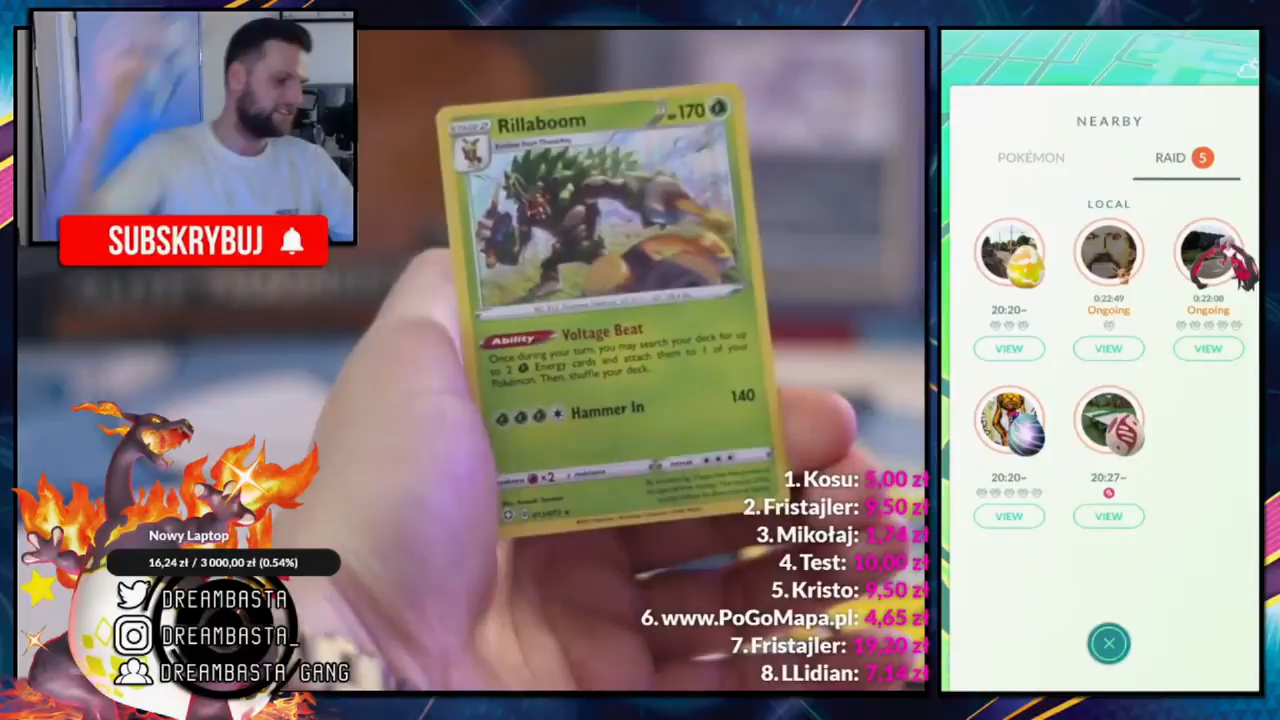 SUBSKRYBUJ
STAGE 2
Rillaboom
170
Ability Voltage Beat
Once during your turn, you may search your deck for up
to 2 Energy cards and attach them to 1 of your
Pokémon. Then, shuffle your deck.
Hammer In 140
×2
1. Kosu: 5,00 zł
2. Fristajler: 9,50 zł
3. Mikołaj: 1,24 zł
4. Test: 10,00 zł
5. Kristo: 9,50 zł
6. www.PoGoMapa.pl: 4,65 zł
7. Fristajler: 19,20 zł
8. LLidian: 7,14 zł
Nowy Laptop
16,24 zł / 3 000,00 zł (0.54%)
DREAMBASTA
DREAMBASTA_
DREAMBASTA GANG
NEARBY
POKÉMON
RAID 5
LOCAL
20:20~
0:22:49
Ongoing
0:22:08
Ongoing
VIEW
VIEW
VIEW
20:20~
20:27~
VIEW
VIEW